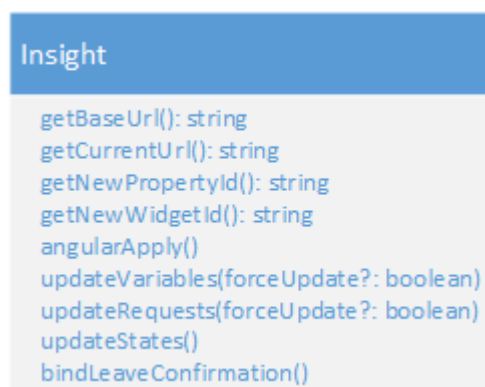 Insight
getBaseUrl(): string
getCurrentUrl(): string
getNewPropertyId(): string
getNewWidgetId(): string
angularApply()
updateVariables(forceUpdate?: boolean)
updateRequests(forceUpdate?: boolean)
updateStates()
bindLeaveConfirmation()